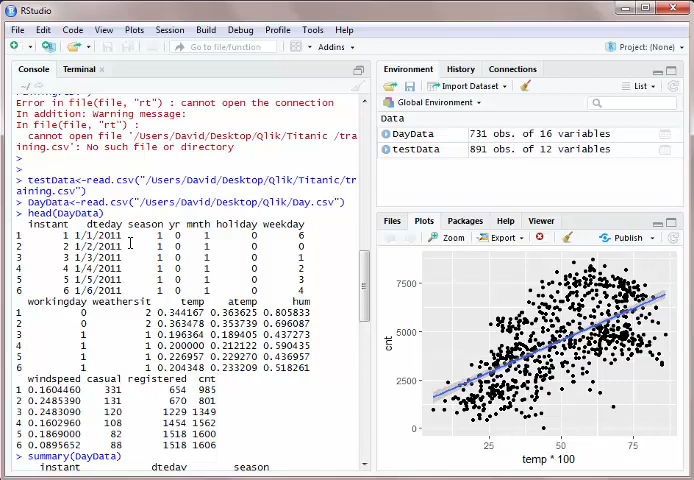 RStudio
File Edit Code View Plots Session Build Debug Profile Tools Help
Go to file/function Addins Project: (None)
Console Terminal
~/
Error in file(file, "rt") : cannot open the connection
In addition: Warning message:
In file(file, "rt") :
cannot open file '/Users/David/Desktop/Qlik/Titanic /tra
ining.csv': No such file or directory
>
>
> testData<-read.csv("/Users/David/Desktop/Qlik/Titanic/tr
aining.csv")
> DayData<-read.csv("/Users/David/Desktop/Qlik/Day.csv")
> head(DayData)
instant dteday season yr mnth holiday weekday
1 1 1/1/2011 1 0 1 0 6
2 2 1/2/2011 1 0 1 0 0
3 3 1/3/2011 1 0 1 0 1
4 4 1/4/2011 1 0 1 0 2
5 5 1/5/2011 1 0 1 0 3
6 6 1/6/2011 1 0 1 0 4
workingday weathersit temp atemp hum
1 0 2 0.344167 0.363625 0.805833
2 0 2 0.363478 0.353739 0.696087
3 1 1 0.196364 0.189405 0.437273
4 1 1 0.200000 0.212122 0.590435
5 1 1 0.226957 0.229270 0.436957
6 1 1 0.204348 0.233209 0.518261
windspeed casual registered cnt
1 0.1604460 331 654 985
2 0.2485390 131 670 801
3 0.2483090 120 1229 1349
4 0.1602960 108 1454 1562
5 0.1869000 82 1518 1600
6 0.0895652 88 1518 1606
> summary(DayData)
instant dteday season
Environment History Connections
Import Dataset List
Global Environment
Data
DayData 731 obs. of 16 variables
testData 891 obs. of 12 variables
Files Plots Packages Help Viewer
Zoom Export Publish
7500
5000
2500
0
cnt
25 50 75
temp * 100